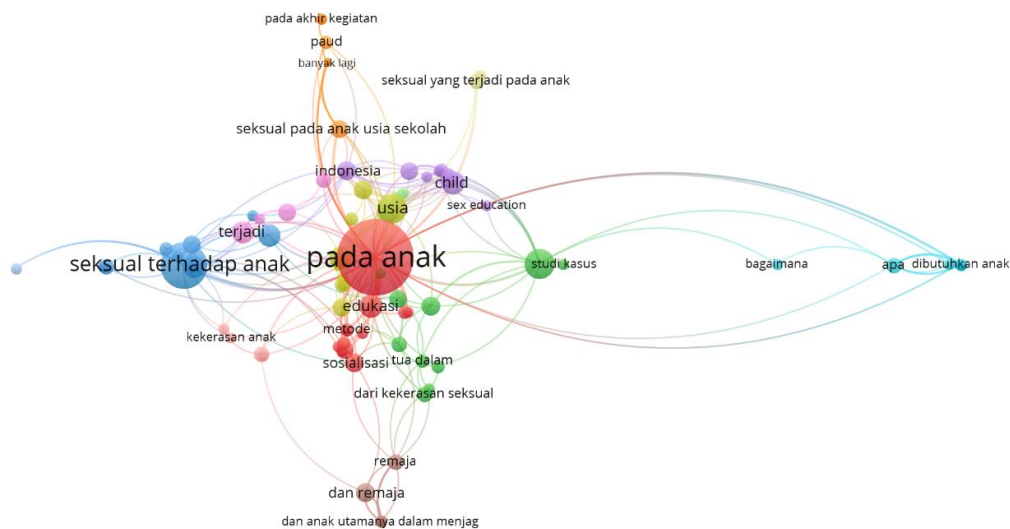 pada akhir kegiatan
paud
banyak lagi
seksual yang terjadi pada anak
seksual pada anak usia sekolah
indonesia
child
usia
sex education
terjadi
pada anak
seksual terhadap anak
studi kasus
bagaimana
apa
dibutuhkan anak
edukasi
metode
kekerasan anak
sosialisasi
tua dalam
dari kekerasan seksual
remaja
dan remaja
dan anak utamanya dalam menjag